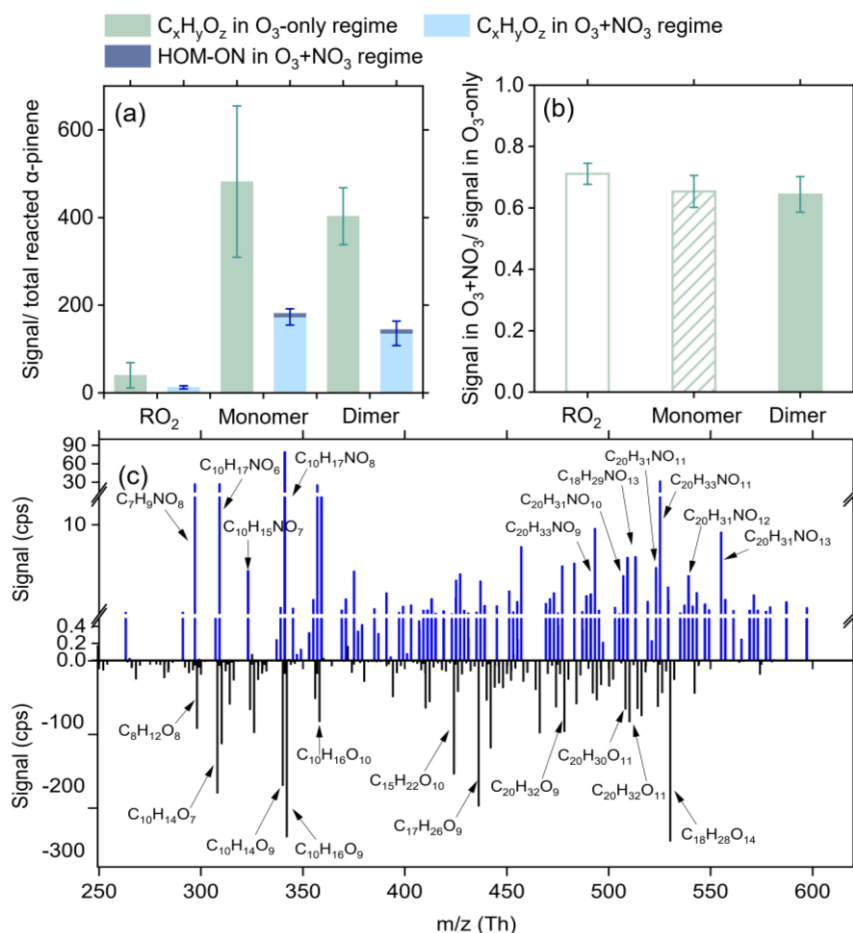 CₓHᵧO_z in O₃-only regime
CₓHᵧO_z in O₃+NO₃ regime
HOM-ON in O₃+NO₃ regime
(a)
Signal/ total reacted α-pinene
600
400
200
0
RO₂ Monomer Dimer
(b)
Signal in O₃+NO₃/ signal in O₃-only
1.0
0.8
0.6
0.4
0.2
0.0
RO₂ Monomer Dimer
(c)
Signal (cps)
90
60
30
10
0.4
0.2
0.0
C₇H₉NO₈
C₁₀H₁₇NO₆
C₁₀H₁₅NO₇
C₁₀H₁₇NO₈
C₂₀H₃₃NO₉
C₂₀H₃₁NO₁₀
C₁₈H₂₉NO₁₃
C₂₀H₃₁NO₁₁
C₂₀H₃₃NO₁₁
C₂₀H₃₁NO₁₂
C₂₀H₃₁NO₁₃
Signal (cps)
-100
-200
-300
C₈H₁₂O₈
C₁₀H₁₄O₇
C₁₀H₁₄O₉
C₁₀H₁₆O₉
C₁₀H₁₆O₁₀
C₁₅H₂₂O₁₀
C₁₇H₂₆O₉
C₂₀H₃₂O₉
C₂₀H₃₀O₁₁
C₂₀H₃₂O₁₁
C₁₈H₂₈O₁₄
250 300 350 400 450 500 550 600
m/z (Th)